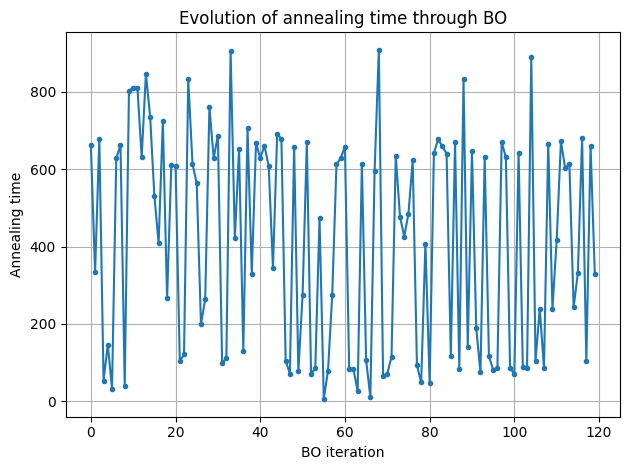 Evolution of annealing time through BO
Annealing time
800
600
400
200
0
0 20 40 60 80 100 120
BO iteration